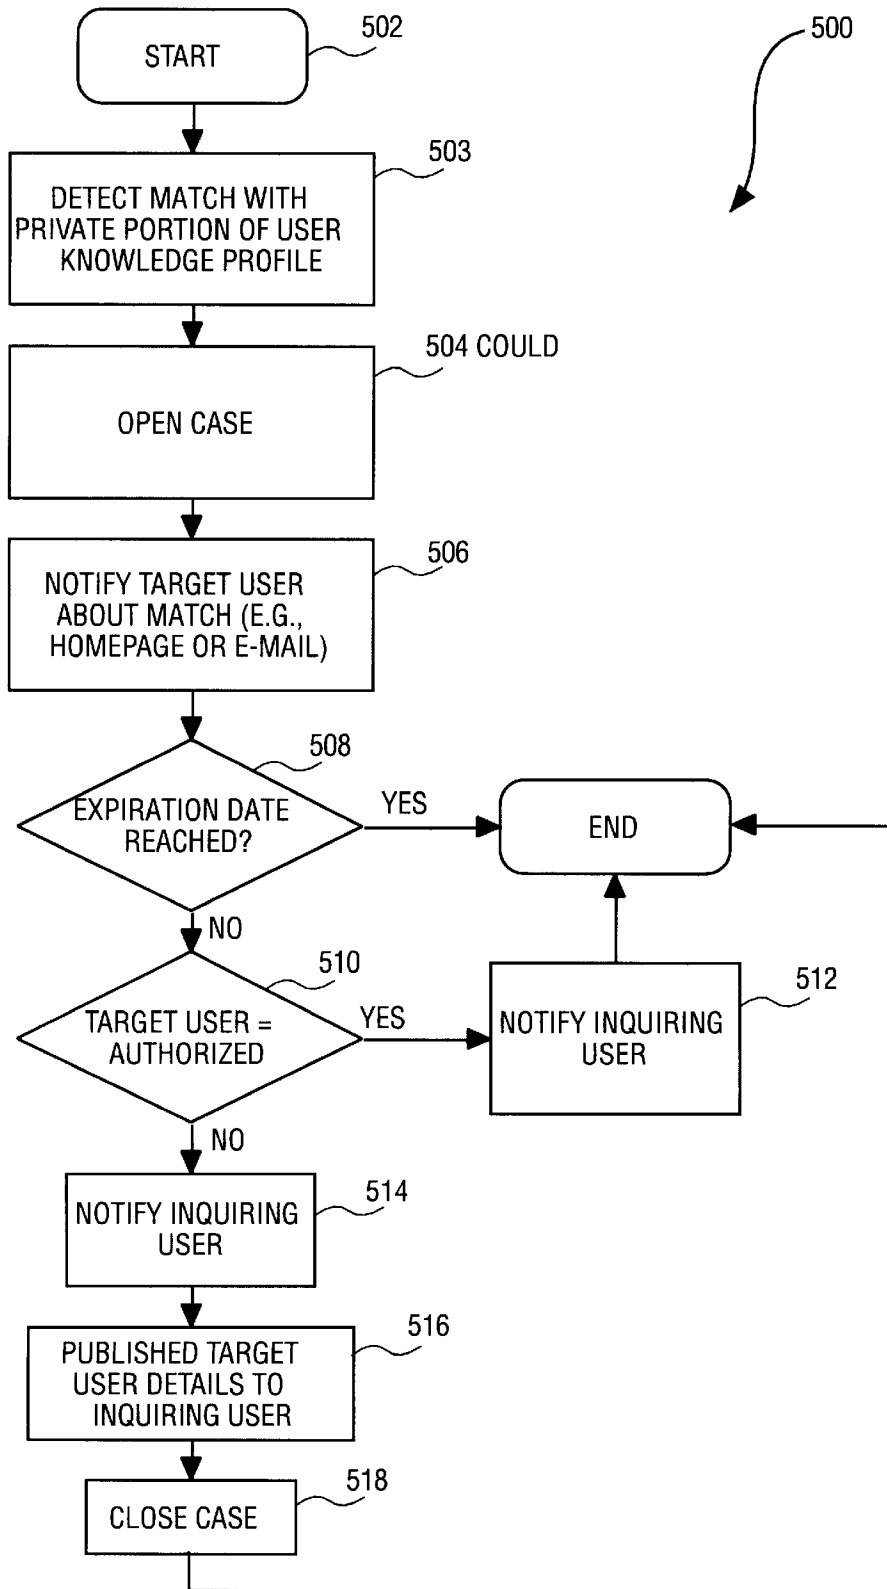 START
502
500
503
DETECT MATCH WITH
PRIVATE PORTION OF USER
KNOWLEDGE PROFILE
504 COULD
OPEN CASE
506
NOTIFY TARGET USER
ABOUT MATCH (E.G.,
HOMEPAGE OR E-MAIL)
508
EXPIRATION DATE
REACHED?
YES
END
NO
510
TARGET USER =
AUTHORIZED
YES
512
NOTIFY INQUIRING
USER
NO
514
NOTIFY INQUIRING
USER
516
PUBLISHED TARGET
USER DETAILS TO
INQUIRING USER
518
CLOSE CASE